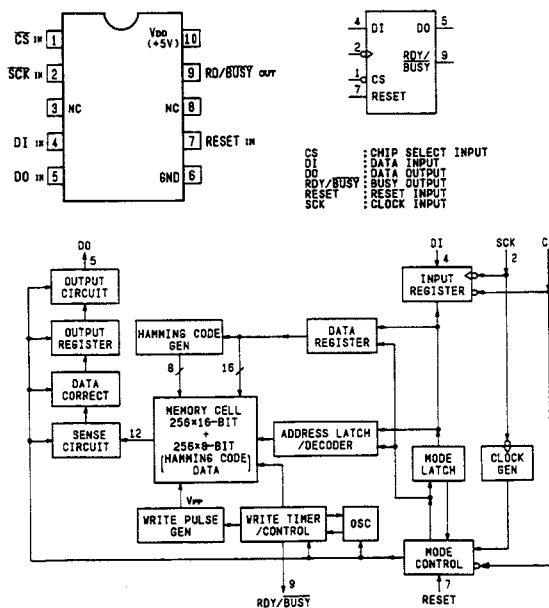 VDD
(+5V)
CS IN 1
10
SCK IN 2
9 RD/BUSY OUT
3 NC
NC 8
DI IN 4
7 RESET IN
DO IN 5
GND 6
4 DI DO 5
2
RDY/
BUSY 9
1 CS
7 RESET
CS : CHIP SELECT INPUT
DI : DATA INPUT
DO : DATA OUTPUT
RDY/BUSY : BUSY OUTPUT
RESET : RESET INPUT
SCK : CLOCK INPUT
DO
5
DI
4
SCK
2
C
OUTPUT
CIRCUIT
INPUT
REGISTER
OUTPUT
REGISTER
HAMMING CODE
GEN
DATA
REGISTER
8
16
DATA
CORRECT
MEMORY CELL
256×16-BIT
+
256×8-BIT
(HAMMING CODE
DATA)
SENSE
CIRCUIT
12
ADDRESS LATCH
/DECODER
MODE
LATCH
CLOCK
GEN
VPP
WRITE PULSE
GEN
WRITE TIMER
/CONTROL
OSC
MODE
CONTROL
9
RDY/BUSY
7
RESET